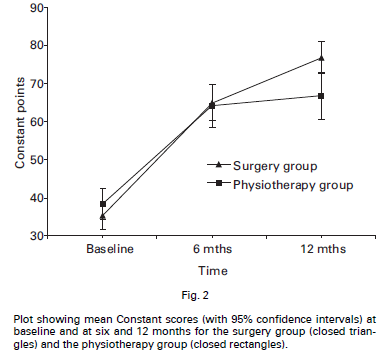 90
80
70
60
50
40
30
Constant points
Surgery group
Physiotherapy group
Baseline
6 mths
12 mths
Time
Fig. 2
Plot showing mean Constant scores (with 95% confidence intervals) at
baseline and at six and 12 months for the surgery group (closed trian-
gles) and the physiotherapy group (closed rectangles).